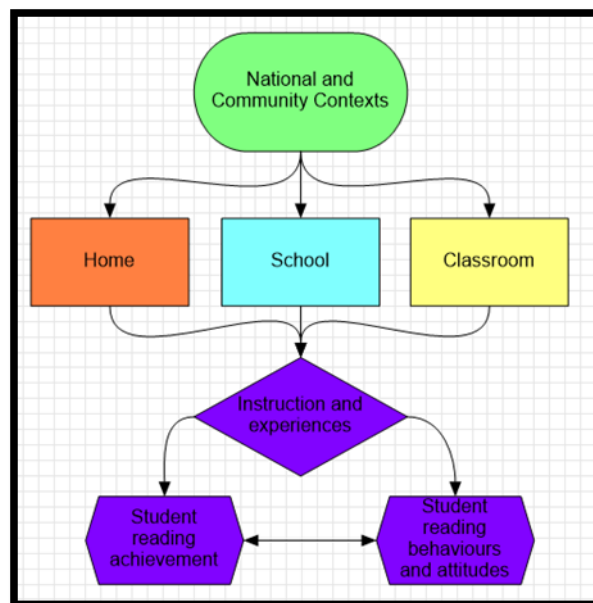 National and
Community Contexts
Home
School
Classroom
Instruction and
experiences
Student
reading
achievement
Student
reading
behaviours
and attitudes